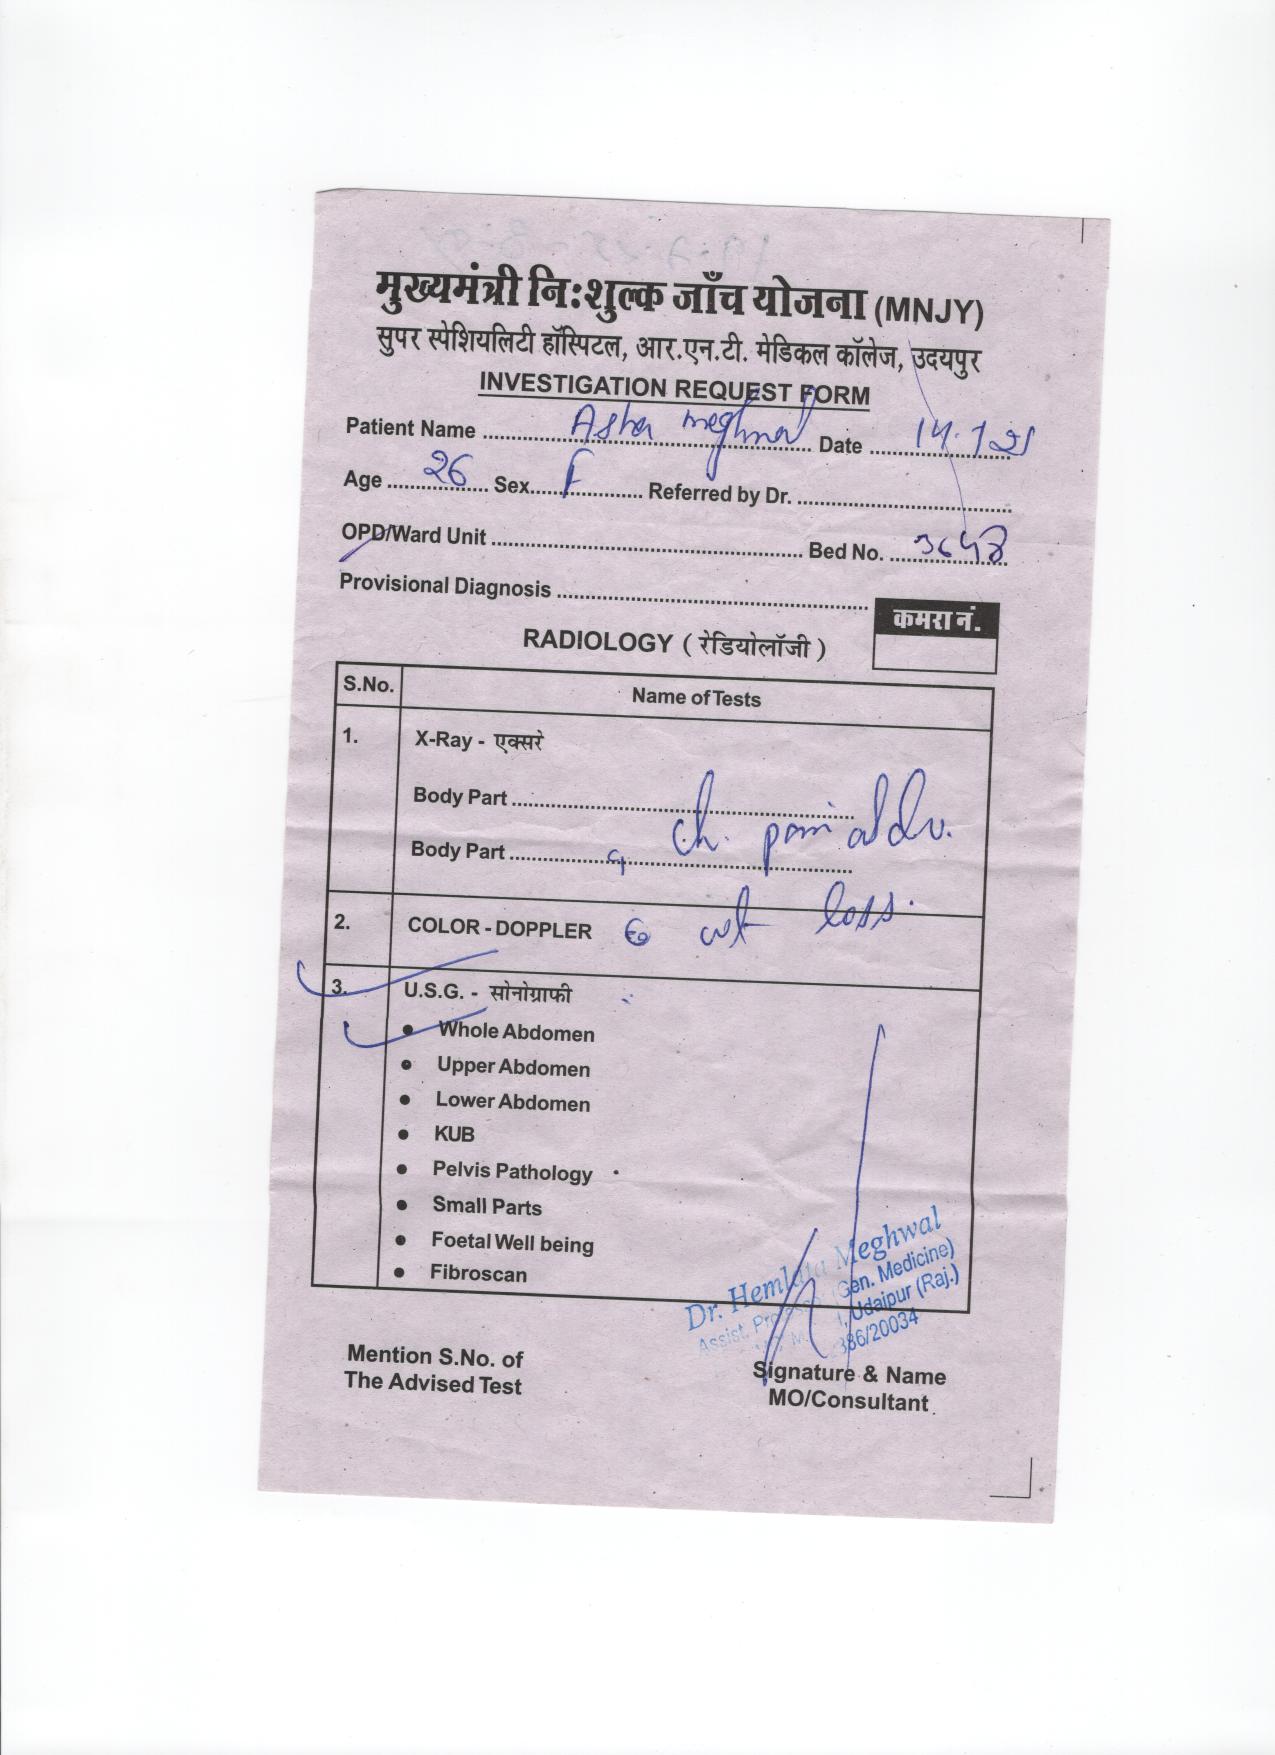 मुख्यमंत्री नि:शुल्क जाँच योजना (MNJY)
सुपर स्पेशियलिटी हॉस्पिटल, आर.एन.टी. मेडिकल कॉलेज, उदयपुर
INVESTIGATION REQUEST FORM
Patient Name Asha meghwal Date
Age 26 Sex F Referred by Dr.
OPD/Ward Unit Bed No.
Provisional Diagnosis
कमरा नं.
RADIOLOGY ( रेडियोलॉजी )
S.No. Name of Tests
1. X-Ray - एक्सरे
Body Part
Body Part ch. pain abdo.
2. COLOR - DOPPLER wt loss.
3. U.S.G. - सोनोग्राफी
• Whole Abdomen
• Upper Abdomen
• Lower Abdomen
• KUB
• Pelvis Pathology
• Small Parts
• Foetal Well being
• Fibroscan
Dr. Hemlata Meghwal
Assist. Professor (Gen. Medicine)
Udaipur (Raj.)
386/20034
Mention S.No. of
The Advised Test
Signature & Name
MO/Consultant